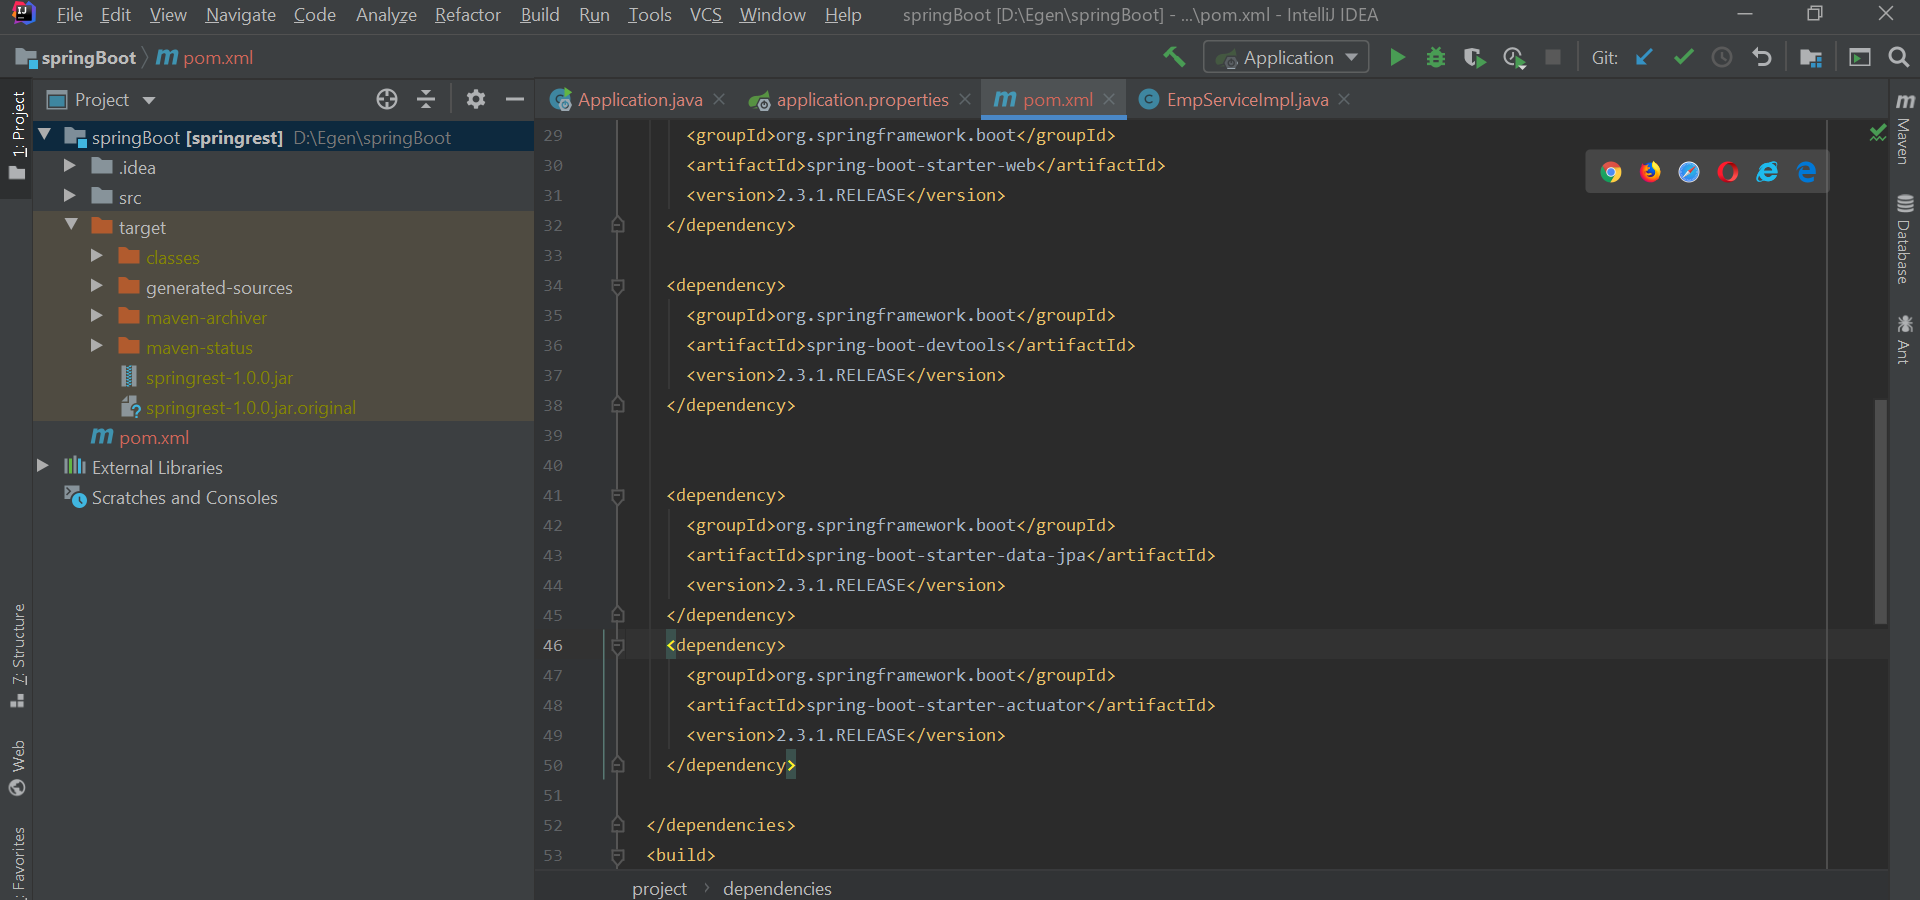 File Edit View Navigate Code Analyze Refactor Build Run Tools VCS Window Help springBoot [D:\Egen\springBoot] - ...\pom.xml - IntelliJ IDEA
springBoot m pom.xml Application Git:
Project Application.java application.properties m pom.xml C EmpServiceImpl.java
1: Project
7: Structure
Web
Favorites
springBoot [springrest] D:\Egen\springBoot
.idea
src
target
classes
generated-sources
maven-archiver
maven-status
springrest-1.0.0.jar
springrest-1.0.0.jar.original
m pom.xml
External Libraries
Scratches and Consoles
29 <groupId>org.springframework.boot</groupId>
30 <artifactId>spring-boot-starter-web</artifactId>
31 <version>2.3.1.RELEASE</version>
32 </dependency>
33
34 <dependency>
35 <groupId>org.springframework.boot</groupId>
36 <artifactId>spring-boot-devtools</artifactId>
37 <version>2.3.1.RELEASE</version>
38 </dependency>
39
40
41 <dependency>
42 <groupId>org.springframework.boot</groupId>
43 <artifactId>spring-boot-starter-data-jpa</artifactId>
44 <version>2.3.1.RELEASE</version>
45 </dependency>
46 <dependency>
47 <groupId>org.springframework.boot</groupId>
48 <artifactId>spring-boot-starter-actuator</artifactId>
49 <version>2.3.1.RELEASE</version>
50 </dependency>
51
52 </dependencies>
53 <build>
project › dependencies
m Maven
Database
Ant